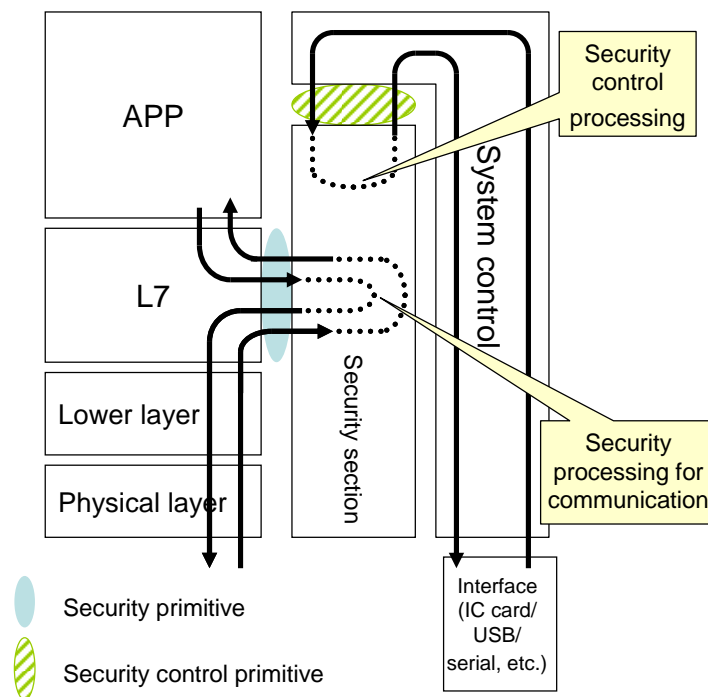 APP
L7
Lower layer
Physical layer
Security section
System control
Security
control
processing
Security
processing for
communication
Interface
(IC card/
USB/
serial, etc.)
Security primitive
Security control primitive